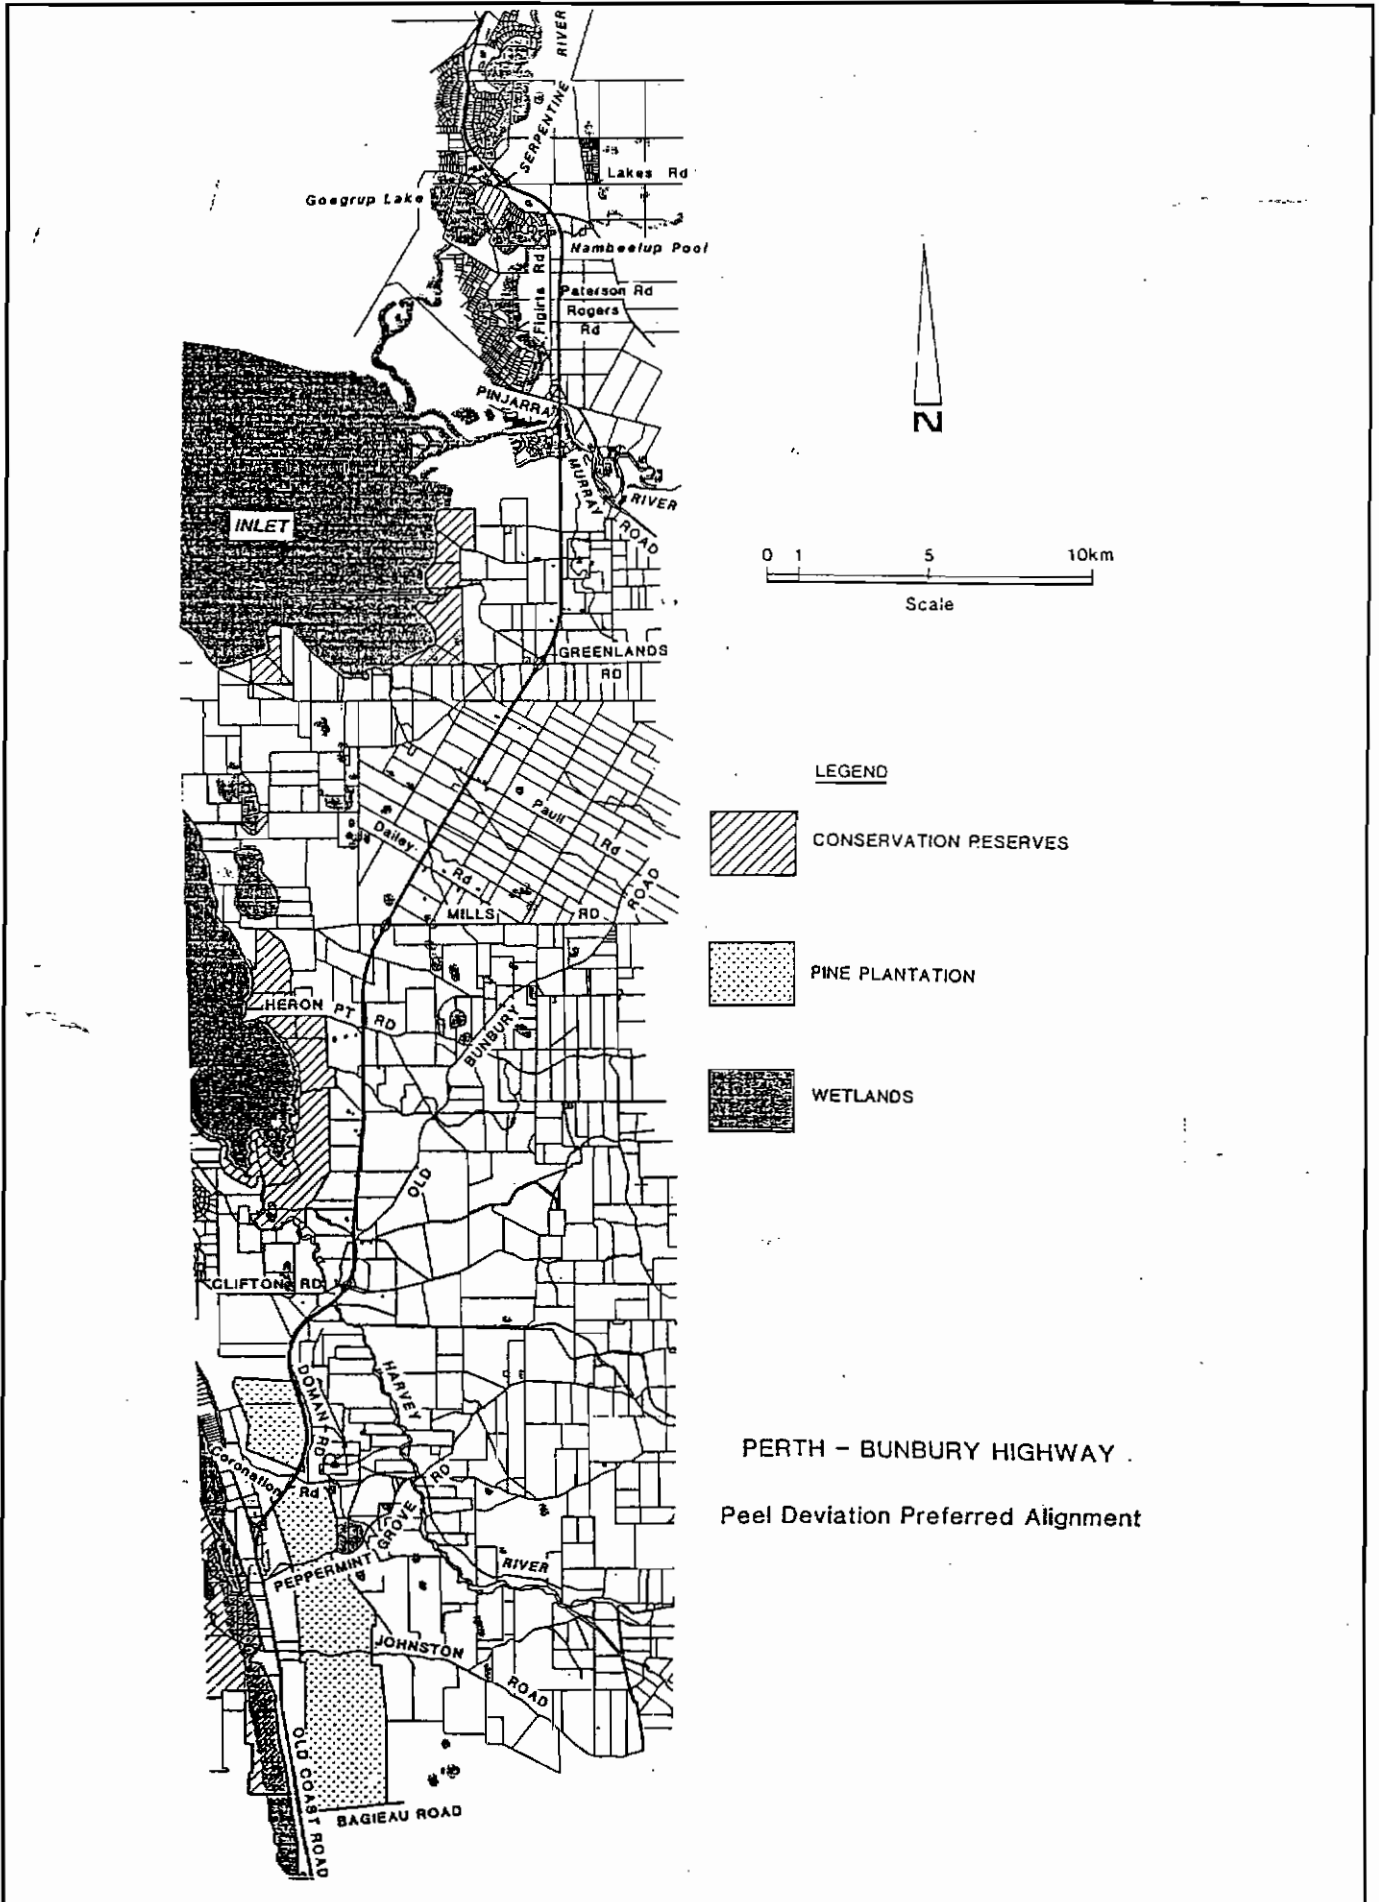 RIVER
SERPENTINE
Lakes Rd
Goegrup Lake
Nambeelup Pool
Rd
Paterson Rd
Rogers
Rd
PINJARRA
MURRAY
RIVER
ROAD
INLET
N
0 1 5 10km
Scale
GREENLANDS
RD
LEGEND
CONSERVATION RESERVES
Paull Rd
Dailey Rd
ROAD
MILLS RD
PINE PLANTATION
HERON PT RD
BUNBURY
WETLANDS
OLD
CLIFTON RD
DOMAN RD
HARVEY
PERTH - BUNBURY HIGHWAY
Coronation Rd
RD
Peel Deviation Preferred Alignment
PEPPERMINT GROVE
RIVER
JOHNSTON
ROAD
OLD COAST ROAD
BAGIEAU ROAD